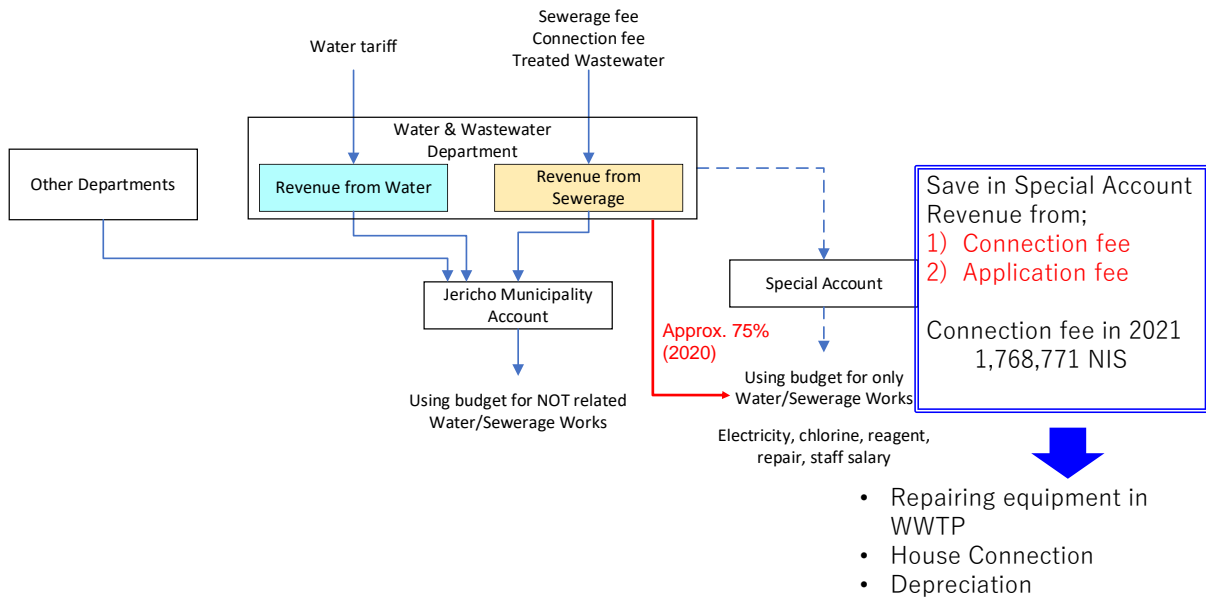 Sewerage fee
Connection fee
Treated Wastewater
Water tariff
Water & Wastewater
Department
Other Departments
Revenue from Water
Revenue from
Sewerage
Jericho Municipality
Account
Using budget for NOT related
Water/Sewerage Works
Approx. 75%
(2020)
Special Account
Using budget for only
Water/Sewerage Works
Electricity, chlorine, reagent,
repair, staff salary
Save in Special Account
Revenue from;
1) Connection fee
2) Application fee
Connection fee in 2021
1,768,771 NIS
• Repairing equipment in
WWTP
• House Connection
• Depreciation